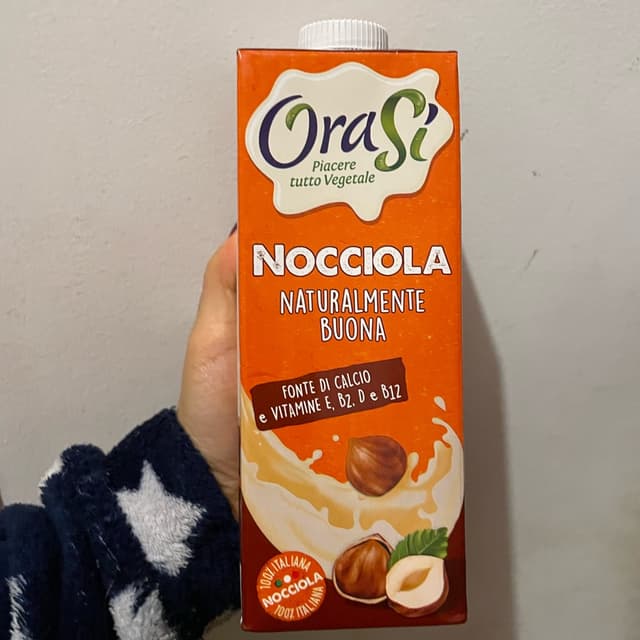 OraSì
Piacere
tutto Vegetale
NOCCIOLA
NATURALMENTE
BUONA
FONTE DI CALCIO
e VITAMINE E, B2, D e B12
100% ITALIANA
NOCCIOLA
100% ITALIANA